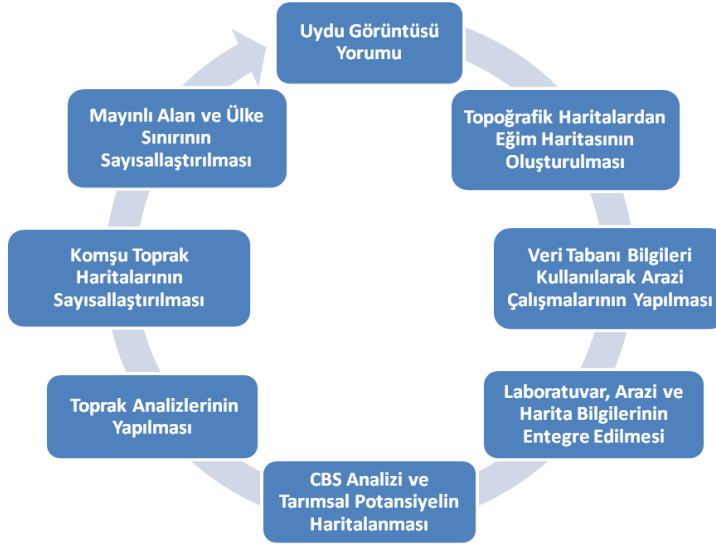 Uydu Görüntüsü
Yorumu
Topoğrafik Haritalardan
Eğim Haritasının
Oluşturulması
Veri Tabanı Bilgileri
Kullanılarak Arazi
Çalışmalarının Yapılması
Laboratuvar, Arazi ve
Harita Bilgilerinin
Entegre Edilmesi
CBS Analizi ve
Tarımsal Potansiyelin
Haritalanması
Toprak Analizlerinin
Yapılması
Komşu Toprak
Haritalarının
Sayısallaştırılması
Mayınlı Alan ve Ülke
Sınırının
Sayısallaştırılması